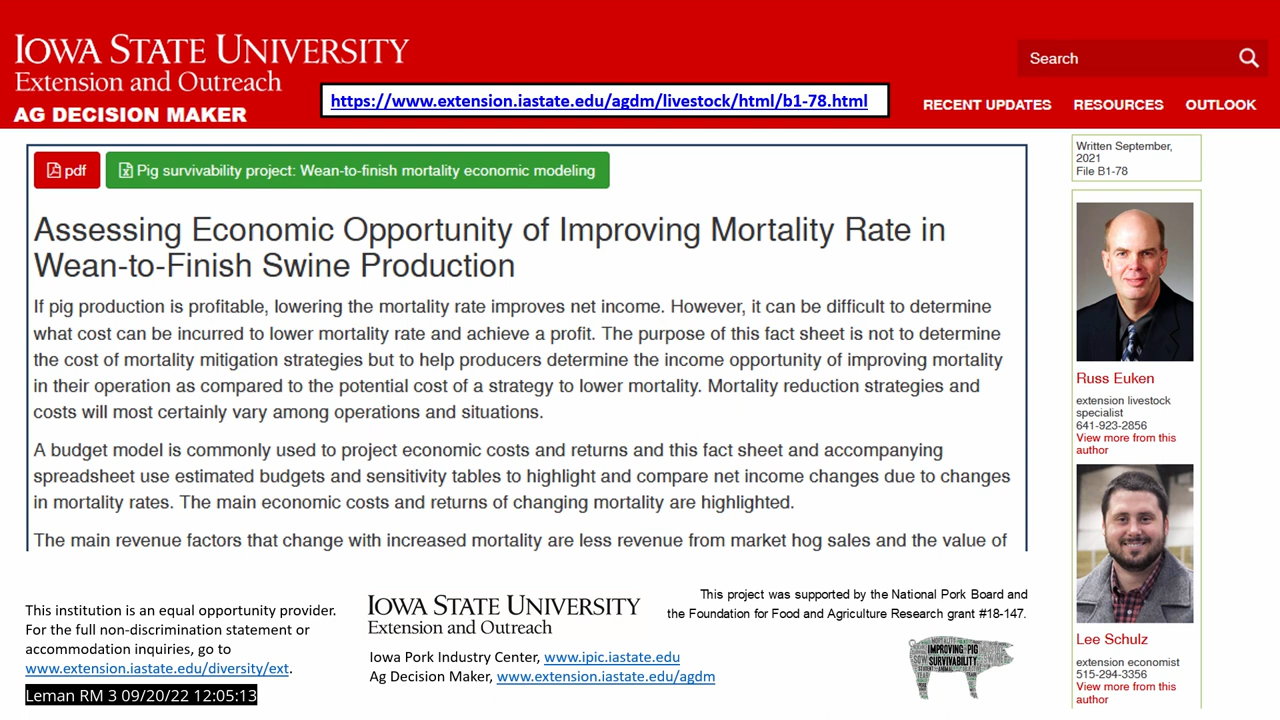 IOWA STATE UNIVERSITY
Extension and Outreach
AG DECISION MAKER
https://www.extension.iastate.edu/agdm/livestock/html/b1-78.html
Search
RECENT UPDATES RESOURCES OUTLOOK
pdf
Pig survivability project: Wean-to-finish mortality economic modeling
Assessing Economic Opportunity of Improving Mortality Rate in
Wean-to-Finish Swine Production
If pig production is profitable, lowering the mortality rate improves net income. However, it can be difficult to determine
what cost can be incurred to lower mortality rate and achieve a profit. The purpose of this fact sheet is not to determine
the cost of mortality mitigation strategies but to help producers determine the income opportunity of improving mortality
in their operation as compared to the potential cost of a strategy to lower mortality. Mortality reduction strategies and
costs will most certainly vary among operations and situations.
A budget model is commonly used to project economic costs and returns and this fact sheet and accompanying
spreadsheet use estimated budgets and sensitivity tables to highlight and compare net income changes due to changes
in mortality rates. The main economic costs and returns of changing mortality are highlighted.
The main revenue factors that change with increased mortality are less revenue from market hog sales and the value of
Written September,
2021
File B1-78
Russ Euken
extension livestock
specialist
641-923-2856
View more from this
author
Lee Schulz
extension economist
515-294-3356
View more from this
author
This institution is an equal opportunity provider.
For the full non-discrimination statement or
accommodation inquiries, go to
www.extension.iastate.edu/diversity/ext.
Leman RM 3 09/20/22 12:05:13
IOWA STATE UNIVERSITY
Extension and Outreach
Iowa Pork Industry Center, www.ipic.iastate.edu
Ag Decision Maker, www.extension.iastate.edu/agdm
This project was supported by the National Pork Board and
the Foundation for Food and Agriculture Research grant #18-147.
IMPROVING PIG
SURVIVABILITY